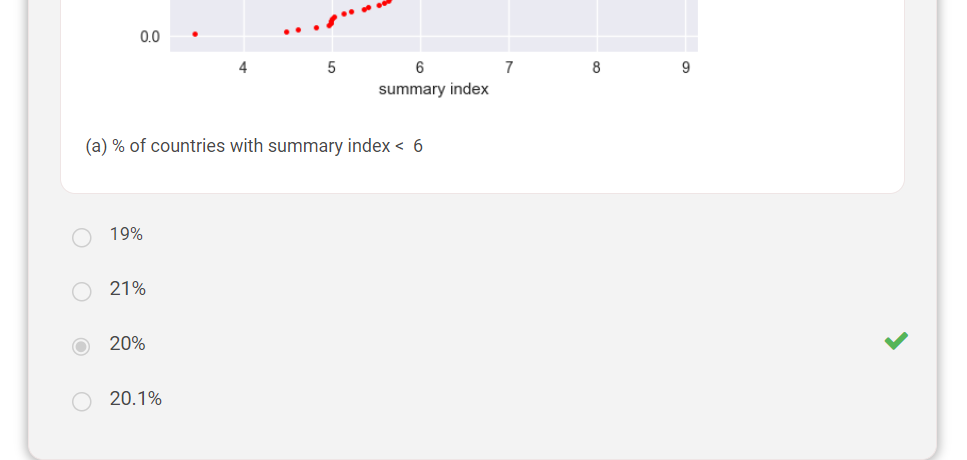 0.0
4 5 6 7 8 9
summary index
(a) % of countries with summary index < 6
19%
21%
20%
20.1%